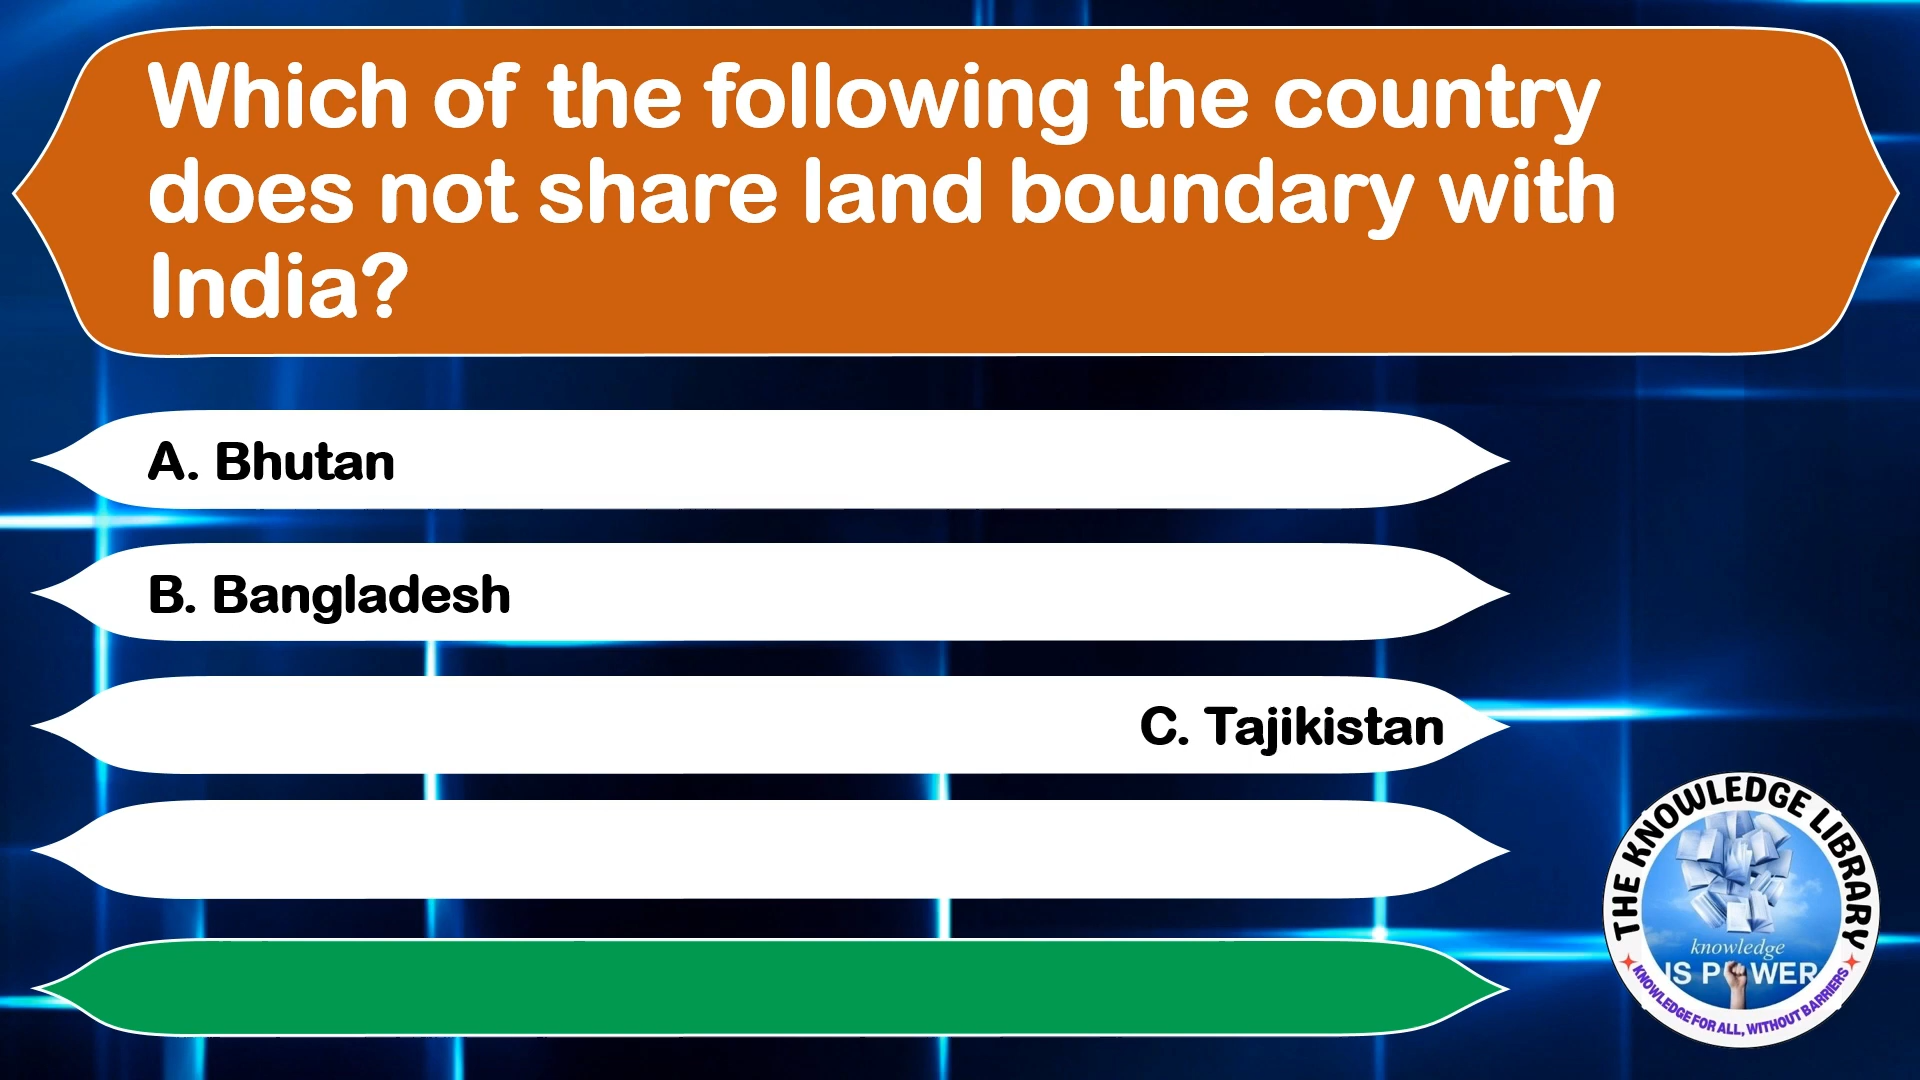 Which of the following the country
does not share land boundary with
India?
A. Bhutan
B. Bangladesh
C. Tajikistan
THE KNOWLEDGE LIBRARY
knowledge
IS POWER
KNOWLEDGE FOR ALL, WITHOUT BARRIERS